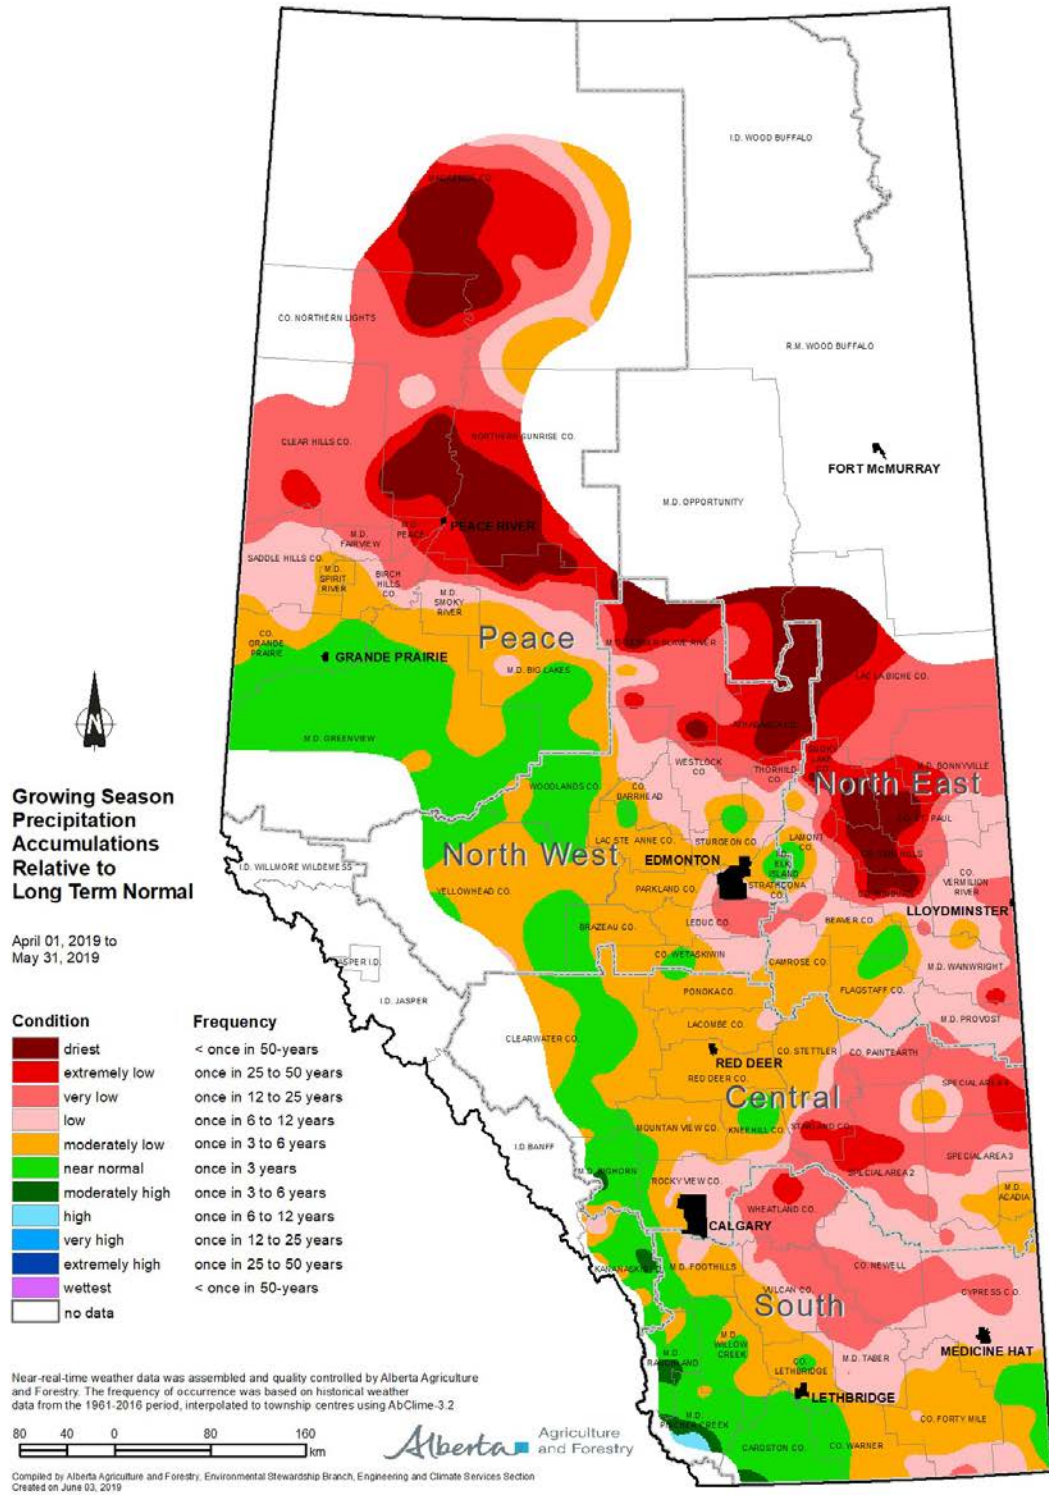 I.D. WOOD BUFFALO
MACKENZIE CO.
CO. NORTHERN LIGHTS
R.M. WOOD BUFFALO
CLEAR HILLS CO.
NORTHERN SUNRISE CO.
FORT McMURRAY
M.D. OPPORTUNITY
M.D.
PEACE
PEACE RIVER
M.D.
FAIRVIEW
SADDLE HILLS CO.
M.D.
SPIRIT
RIVER
BIRCH
HILLS
CO.
M.D.
SMOKY
RIVER
CO.
GRANDE
PRAIRIE
GRANDE PRAIRIE
Peace
M.D. LESSER SLAVE RIVER
M.D. BIG LAKES
LAC LA BICHE CO.
M.D. GREENVIEW
ATHABASCA CO.
WESTLOCK
CO
THORHILD
CO.
SMOKY
LAKE
CO.
M.D. BONNYVILLE
North East
WOODLANDS CO.
CO.
BARRHEAD
CO. ST. PAUL
Growing Season
Precipitation
Accumulations
Relative to
Long Term Normal
April 01, 2019 to
May 31, 2019
North West
LAC STE ANNE CO.
STURGEON CO.
LAMONT
CO.
EDMONTON
ELK
ISLAND
STRATHCONA
CO.
I.D. WILLMORE WILDERNESS
YELLOWHEAD CO.
PARKLAND CO.
CO.
VERMILION
RIVER
LLOYDMINSTER
BRAZEAU CO.
LEDUC CO.
BEAVER CO.
JASPER I.D.
CO. WETASKIWIN
CAMROSE CO.
M.D. WAINWRIGHT
I.D. JASPER
PONOKA CO.
FLAGSTAFF CO.
M.D. PROVOST
LACOMBE CO.
CLEARWATER CO.
RED DEER
CO. STETTLER
CO. PAINTEARTH
RED DEER CO.
SPECIAL AREA 4
Central
MOUNTAIN VIEW CO.
KNEEHILL CO.
STARLAND CO.
I.D. BANFF
M.D. BIGHORN
SPECIAL AREA 2
SPECIAL AREA 3
ROCKY VIEW CO.
M.D.
ACADIA
CALGARY
WHEATLAND CO.
KANANASKIS I.D.
M.D. FOOTHILLS
CO. NEWELL
VULCAN CO.
South
CYPRESS CO.
M.D.
WILLOW
CREEK
MEDICINE HAT
M.D.
RANCHLAND
CO.
LETHBRIDGE
M.D. TABER
LETHBRIDGE
M.D.
PINCHER CREEK
CO. FORTY MILE
CARDSTON CO.
CO. WARNER
N
Condition Frequency
driest < once in 50-years
extremely low once in 25 to 50 years
very low once in 12 to 25 years
low once in 6 to 12 years
moderately low once in 3 to 6 years
near normal once in 3 years
moderately high once in 3 to 6 years
high once in 6 to 12 years
very high once in 12 to 25 years
extremely high once in 25 to 50 years
wettest < once in 50-years
no data
Near-real-time weather data was assembled and quality controlled by Alberta Agriculture
and Forestry. The frequency of occurrence was based on historical weather
data from the 1961-2016 period, interpolated to township centres using AbClime-3.2
80 40 0 80 160
km
Alberta Agriculture
and Forestry
Compiled by Alberta Agriculture and Forestry, Environmental Stewardship Branch, Engineering and Climate Services Section
Created on June 03, 2019